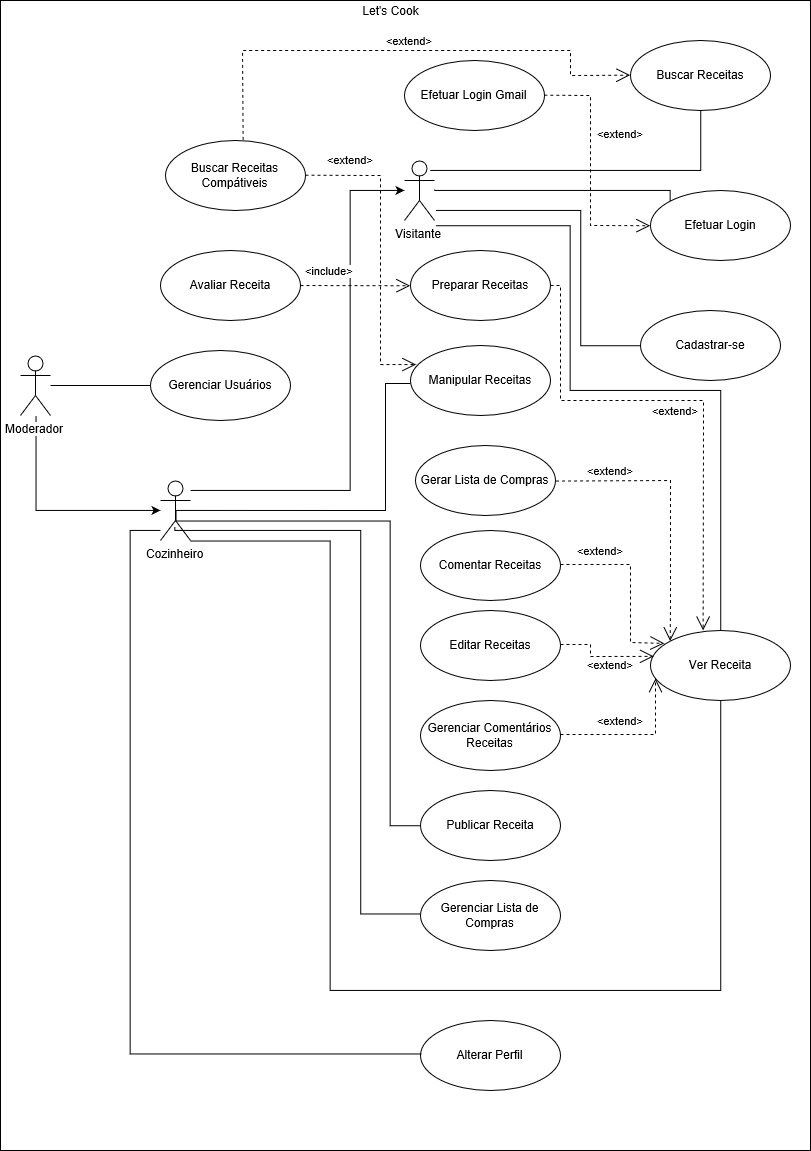 Let's Cook
<extend>
Buscar Receitas
Efetuar Login Gmail
<extend>
Buscar Receitas
Compátiveis
<extend>
Visitante
Efetuar Login
Avaliar Receita
<include>
Preparar Receitas
Cadastrar-se
Manipular Receitas
Gerenciar Usuários
<extend>
Moderador
Gerar Lista de Compras
<extend>
Cozinheiro
<extend>
Comentar Receitas
Editar Receitas
<extend>
Ver Receita
Gerenciar Comentários
Receitas
<extend>
Publicar Receita
Gerenciar Lista de
Compras
Alterar Perfil